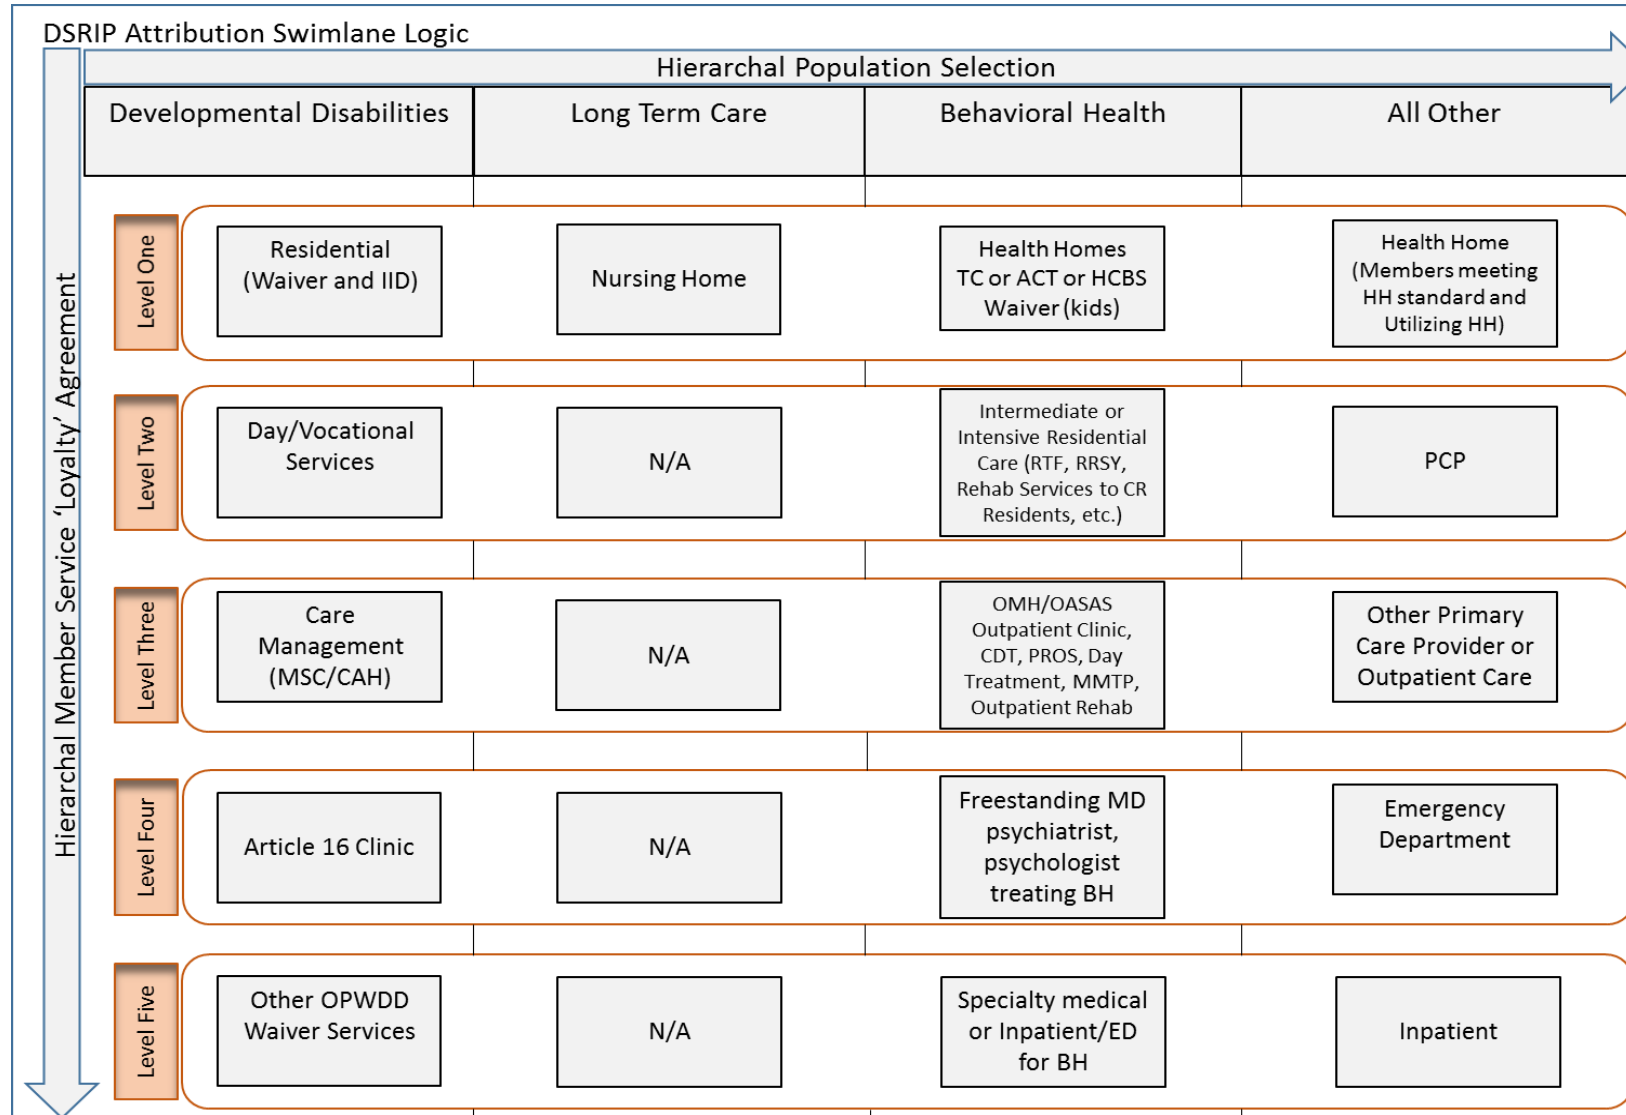 DSRIP Attribution Swimlane Logic
Hierarchal Population Selection
Developmental Disabilities
Long Term Care
Behavioral Health
All Other
Hierarchal Member Service ‘Loyalty’ Agreement
Level One
Residential
(Waiver and IID)
Nursing Home
Health Homes
TC or ACT or HCBS
Waiver (kids)
Health Home
(Members meeting
HH standard and
Utilizing HH)
Level Two
Day/Vocational
Services
N/A
Intermediate or
Intensive Residential
Care (RTF, RRSY,
Rehab Services to CR
Residents, etc.)
PCP
Level Three
Care
Management
(MSC/CAH)
N/A
OMH/OASAS
Outpatient Clinic,
CDT, PROS, Day
Treatment, MMTP,
Outpatient Rehab
Other Primary
Care Provider or
Outpatient Care
Level Four
Article 16 Clinic
N/A
Freestanding MD
psychiatrist,
psychologist
treating BH
Emergency
Department
Level Five
Other OPWDD
Waiver Services
N/A
Specialty medical
or Inpatient/ED
for BH
Inpatient